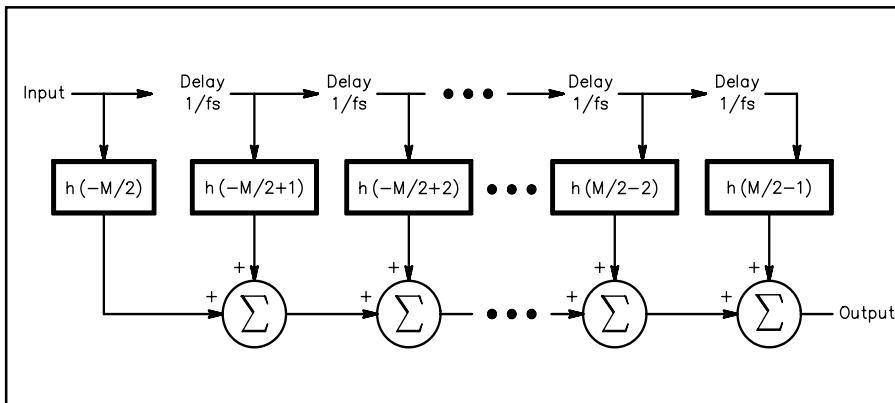 Input Delay Delay Delay Delay
1/fs 1/fs 1/fs 1/fs
h(-M/2) h(-M/2+1) h(-M/2+2) h(M/2-2) h(M/2-1)
+ + + +
+ + + +
Σ Σ Σ Σ Output